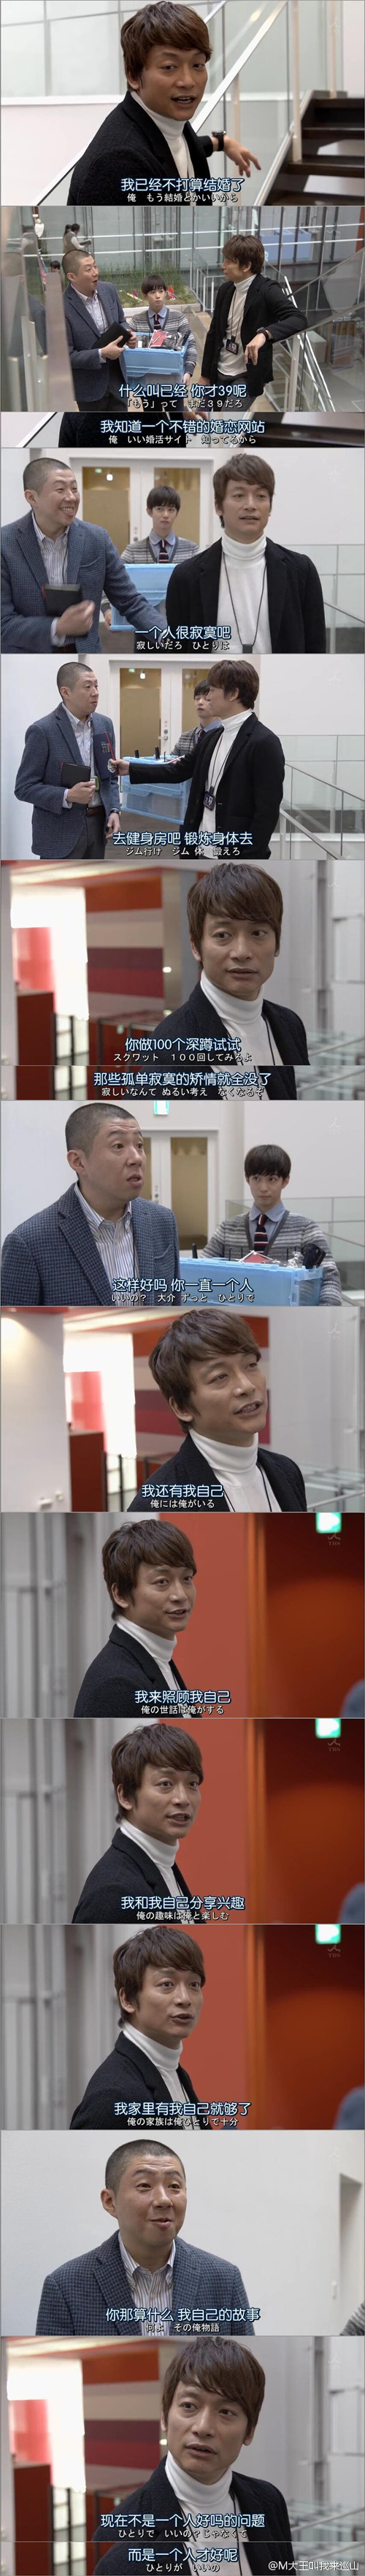 我已经不打算结婚了
俺 もう結婚とかいいから
什么叫已经 你才39呢
「もう」って まだ３９だろ
我知道一个不错的婚恋网站
俺 いい婚活サイト 知ってるから
一个人很寂寞吧
寂しいだろ ひとりは
去健身房吧 锻炼身体去
ジム行け ジム 体 鍛えろ
你做100个深蹲试试
スクワット １００回してみろよ
那些孤单寂寞的矫情就全没了
寂しいなんて ぬるい考え なくなるぞ
这样好吗 你一直一个人
いいの？ 大介 ずっと ひとりで
我还有我自己
俺には俺がいる
我来照顾我自己
俺の世話は俺がする
TBS
我和我自己分享兴趣
俺の趣味は俺と楽しむ
TBS
我家里有我自己就够了
俺の家族は俺ひとりで十分
TBS
你那算什么 我自己的故事
何よ その俺物語
现在不是一个人好吗的问题
ひとりで いいの？じゃなくて
而是一个人才好呢
ひとりが いいの
@M大王叫我来巡山